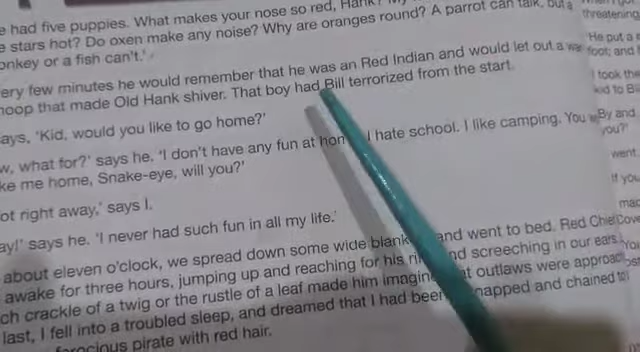 e had five puppies. What makes your nose so red, Hank?
e stars hot? Do oxen make any noise? Why are oranges round? A parrot can talk, but a
onkey or a fish can't.'
ery few minutes he would remember that he was an Red Indian and would let out a wa
hoop that made Old Hank shiver. That boy had Bill terrorized from the start.
ays, 'Kid, would you like to go home?'
w, what for?' says he. 'I don't have any fun at hom I hate school. I like camping. You w
ke me home, Snake-eye, will you?'
ot right away,' says I.
ay!' says he. 'I never had such fun in all my life.'
about eleven o'clock, we spread down some wide blank and went to bed. Red Chie
awake for three hours, jumping up and reaching for his ri nd screeching in our ears.
ch crackle of a twig or the rustle of a leaf made him imagin at outlaws were approac
last, I fell into a troubled sleep, and dreamed that I had been napped and chained to
ferocious pirate with red hair.
threatening
He put a
foot; and
I took the
kid to Bi
By and
you?'
went
If you
mad
Cove
You